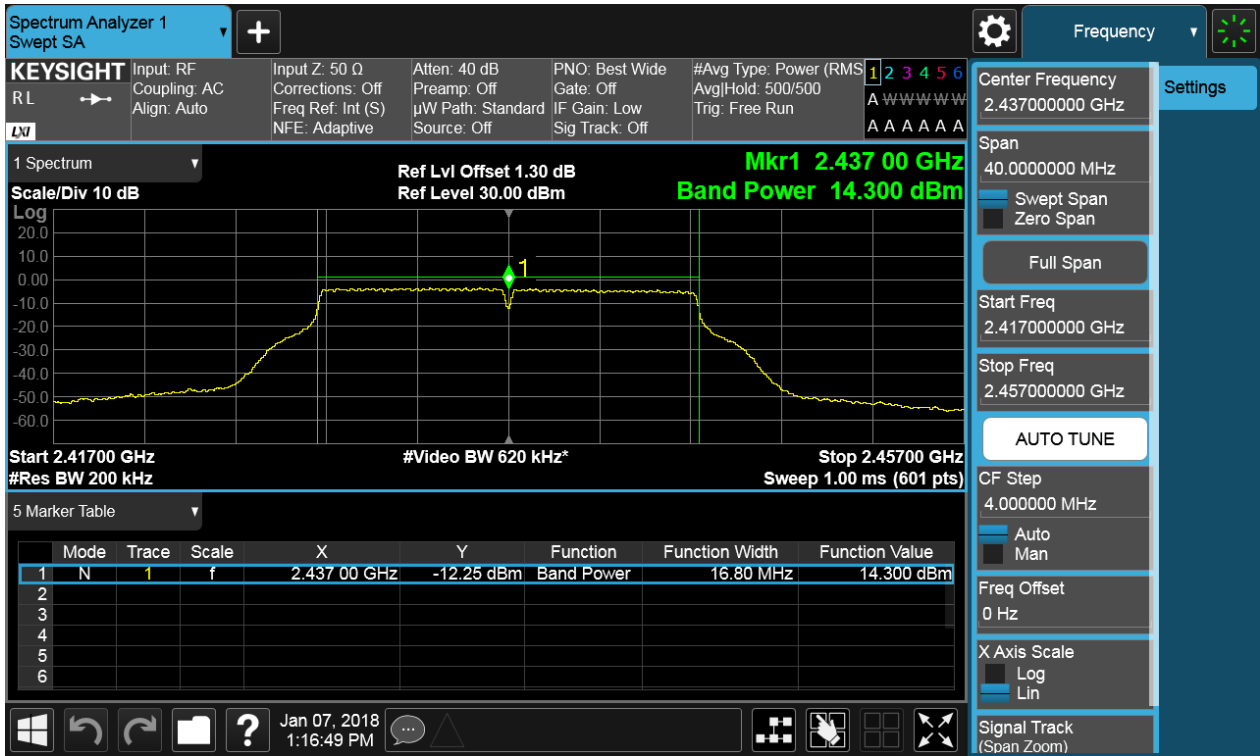 Spectrum Analyzer 1
Swept SA
Frequency
KEYSIGHT
R L
LXI
Input: RF
Coupling: AC
Align: Auto
Input Z: 50 Ω
Corrections: Off
Freq Ref: Int (S)
NFE: Adaptive
Atten: 40 dB
Preamp: Off
µW Path: Standard
Source: Off
PNO: Best Wide
Gate: Off
IF Gain: Low
Sig Track: Off
#Avg Type: Power (RMS
Avg|Hold: 500/500
Trig: Free Run
1 2 3 4 5 6
A W W W W W
A A A A A A
1 Spectrum
Scale/Div 10 dB
Ref Lvl Offset 1.30 dB
Ref Level 30.00 dBm
Mkr1 2.437 00 GHz
Band Power 14.300 dBm
Log
20.0
10.0
0.00
-10.0
-20.0
-30.0
-40.0
-50.0
-60.0
1
Start 2.41700 GHz
#Video BW 620 kHz*
Stop 2.45700 GHz
#Res BW 200 kHz
Sweep 1.00 ms (601 pts)
5 Marker Table
Mode Trace Scale X Y Function Function Width Function Value
1 N 1 f 2.437 00 GHz -12.25 dBm Band Power 16.80 MHz 14.300 dBm
2
3
4
5
6
Jan 07, 2018
1:16:49 PM
?
Center Frequency
2.437000000 GHz
Settings
Span
40.0000000 MHz
Swept Span
Zero Span
Full Span
Start Freq
2.417000000 GHz
Stop Freq
2.457000000 GHz
AUTO TUNE
CF Step
4.000000 MHz
Auto
Man
Freq Offset
0 Hz
X Axis Scale
Log
Lin
Signal Track
(Span Zoom)